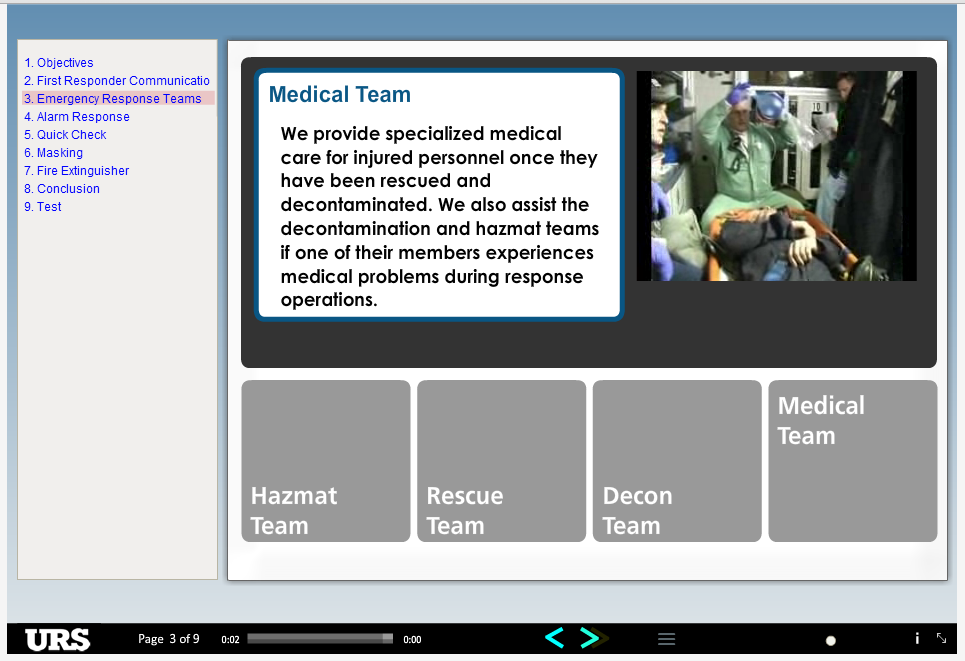 1. Objectives
2. First Responder Communicatio
3. Emergency Response Teams
4. Alarm Response
5. Quick Check
6. Masking
7. Fire Extinguisher
8. Conclusion
9. Test
Medical Team
We provide specialized medical
care for injured personnel once they
have been rescued and
decontaminated. We also assist the
decontamination and hazmat teams
if one of their members experiences
medical problems during response
operations.
10
Hazmat
Team
Rescue
Team
Decon
Team
Medical
Team
URS
Page 3 of 9
0:02
0:00
i